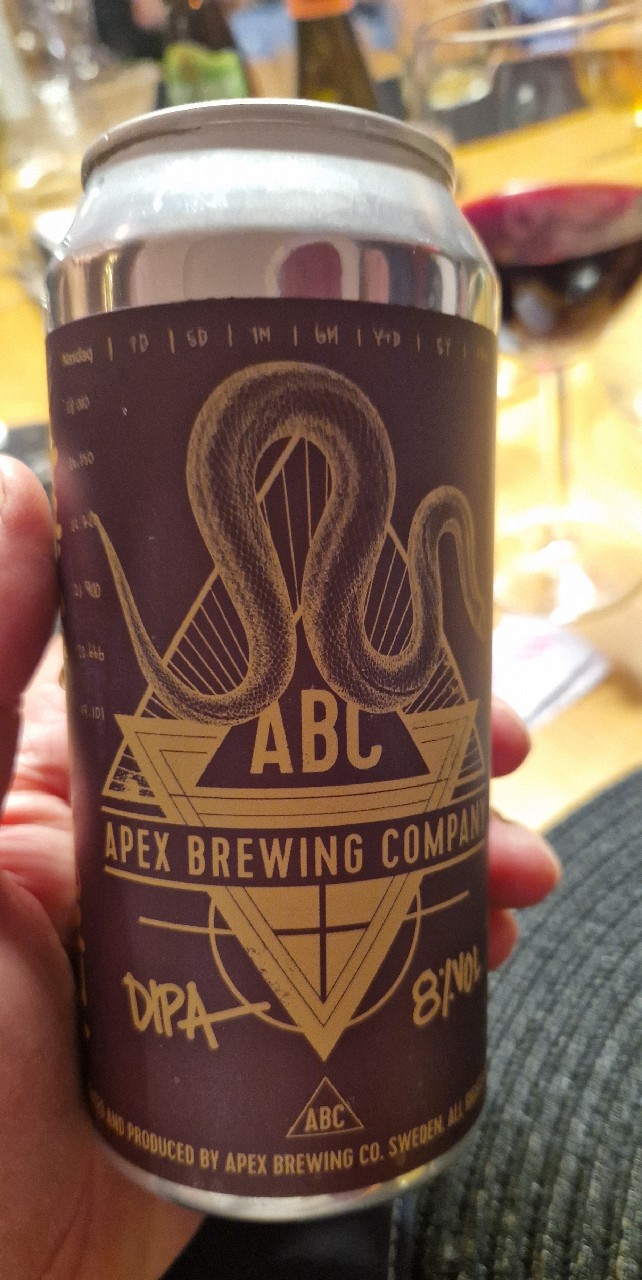 Nasdaq | 1D | 5D | 1M | 6M | YTD | 5Y |
ABC
APEX BREWING COMPANY
DIPA
8%VOL
ABC
AND PRODUCED BY APEX BREWING CO. SWEDEN. ALL